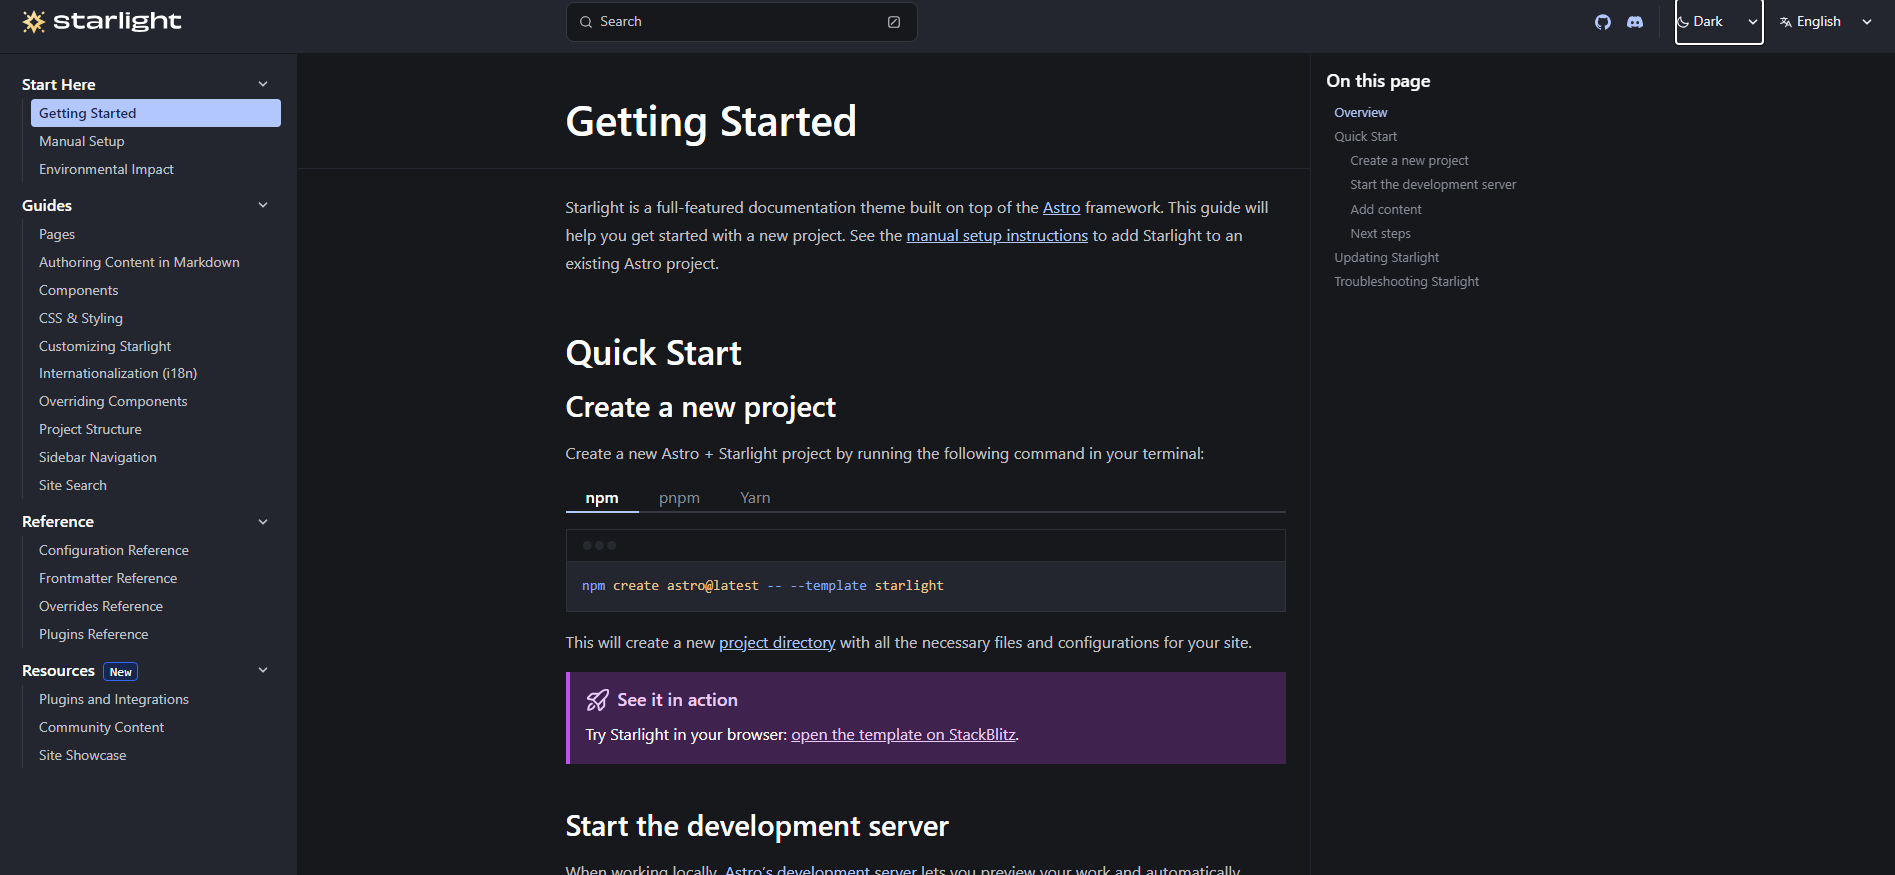 starlight
Search
Dark
English
Start Here
Getting Started
Manual Setup
Environmental Impact
Guides
Pages
Authoring Content in Markdown
Components
CSS & Styling
Customizing Starlight
Internationalization (i18n)
Overriding Components
Project Structure
Sidebar Navigation
Site Search
Reference
Configuration Reference
Frontmatter Reference
Overrides Reference
Plugins Reference
Resources New
Plugins and Integrations
Community Content
Site Showcase
Getting Started
Starlight is a full-featured documentation theme built on top of the Astro framework. This guide will
help you get started with a new project. See the manual setup instructions to add Starlight to an
existing Astro project.
Quick Start
Create a new project
Create a new Astro + Starlight project by running the following command in your terminal:
npm pnpm Yarn
npm create astro@latest -- --template starlight
This will create a new project directory with all the necessary files and configurations for your site.
See it in action
Try Starlight in your browser: open the template on StackBlitz.
Start the development server
When working locally, Astro's development server lets you preview your work and automatically
On this page
Overview
Quick Start
Create a new project
Start the development server
Add content
Next steps
Updating Starlight
Troubleshooting Starlight